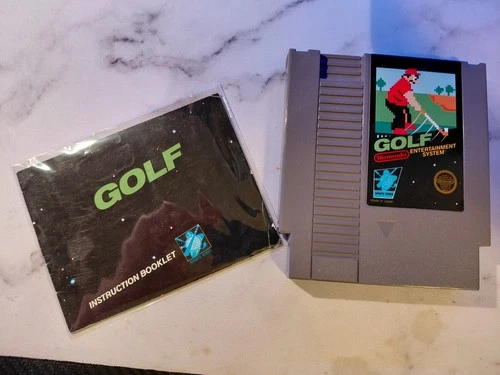 GOLF
INSTRUCTION BOOKLET
GOLF
Nintendo ENTERTAINMENT
SYSTEM